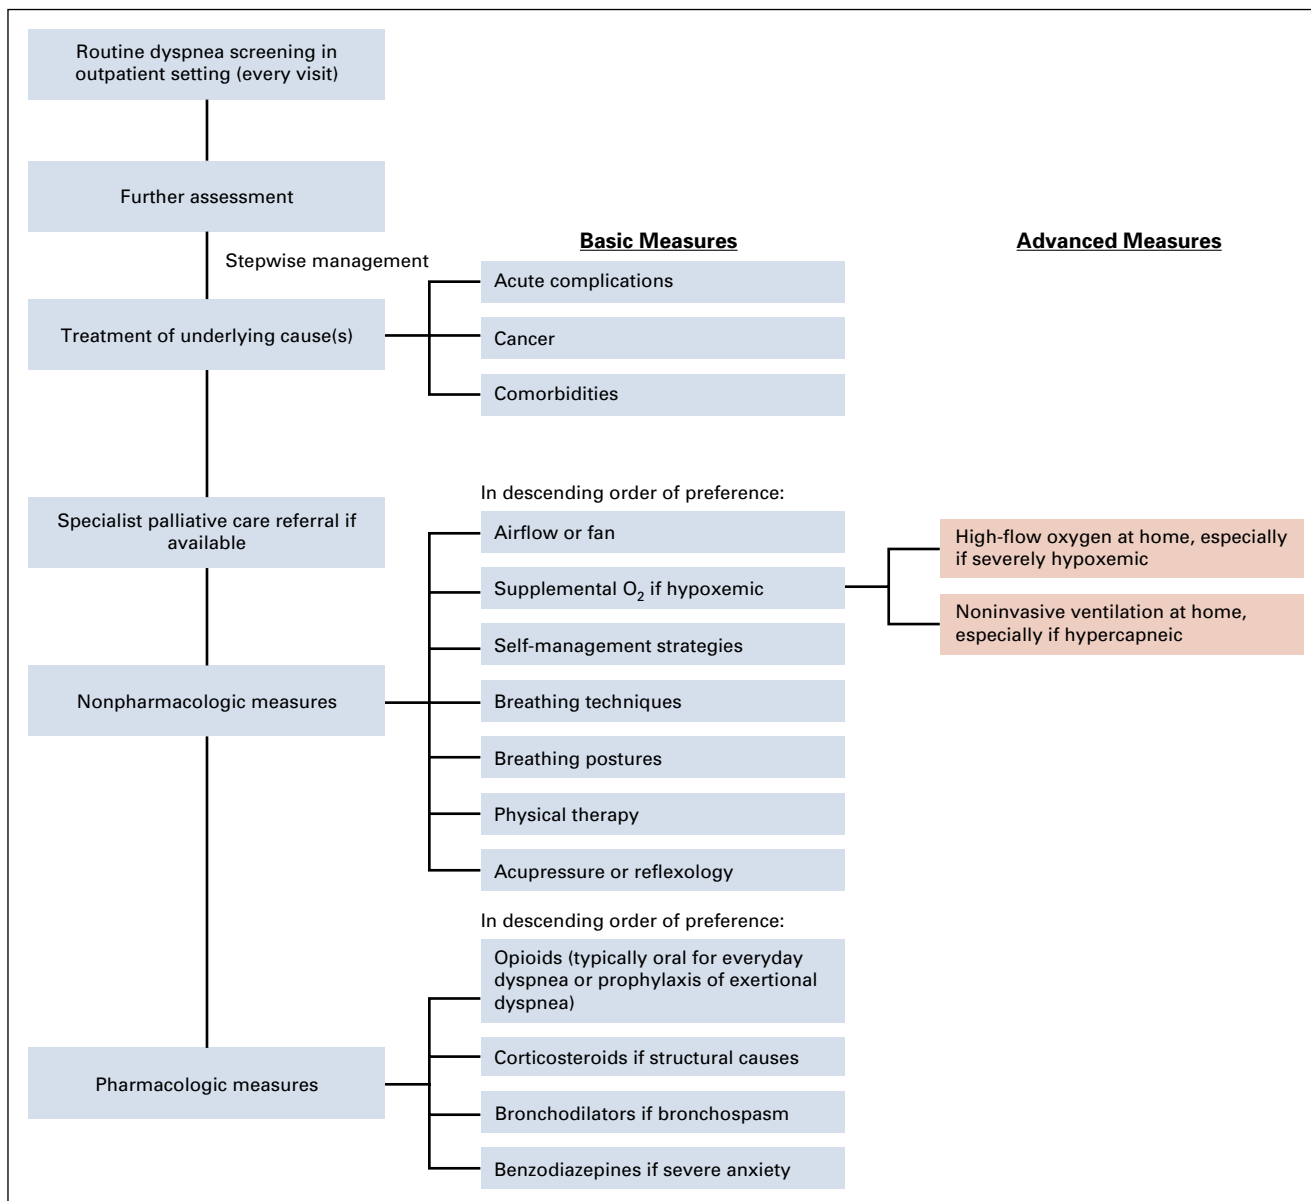 Routine dyspnea screening in
outpatient setting (every visit)
Further assessment
Stepwise management
Basic Measures
Advanced Measures
Treatment of underlying cause(s)
Acute complications
Cancer
Comorbidities
Specialist palliative care referral if
available
In descending order of preference:
Nonpharmacologic measures
Airflow or fan
Supplemental O₂ if hypoxemic
High-flow oxygen at home, especially
if severely hypoxemic
Noninvasive ventilation at home,
especially if hypercapneic
Self-management strategies
Breathing techniques
Breathing postures
Physical therapy
Acupressure or reflexology
In descending order of preference:
Pharmacologic measures
Opioids (typically oral for everyday
dyspnea or prophylaxis of exertional
dyspnea)
Corticosteroids if structural causes
Bronchodilators if bronchospasm
Benzodiazepines if severe anxiety